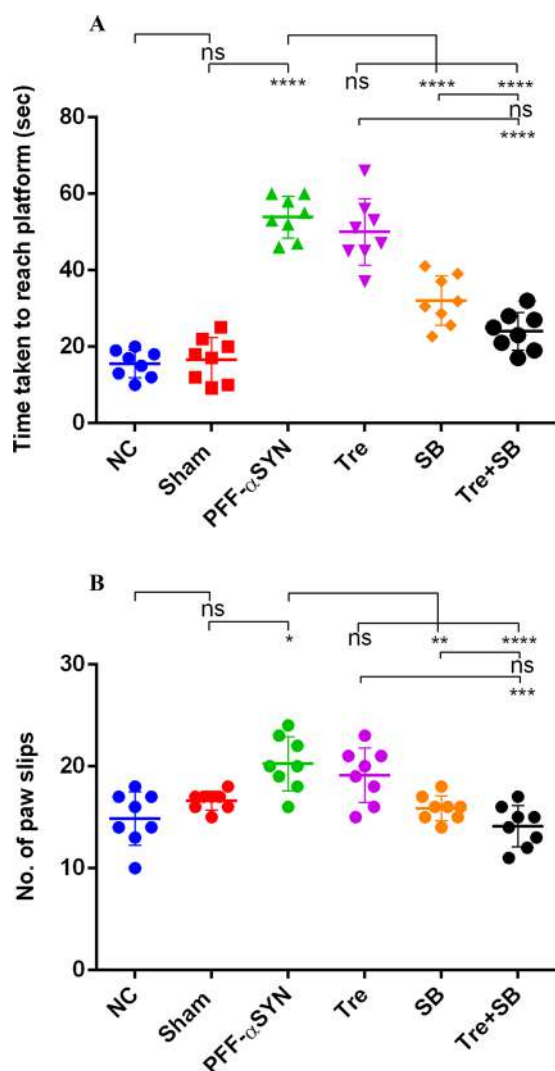 A
ns
****
ns
****
****
ns
****
Time taken to reach platform (sec)
80
60
40
20
0
NC
Sham
PFF-αSYN
Tre
SB
Tre+SB
B
ns
*
ns
**
****
ns
***
No. of paw slips
30
20
10
0
NC
Sham
PFF-αSYN
Tre
SB
Tre+SB